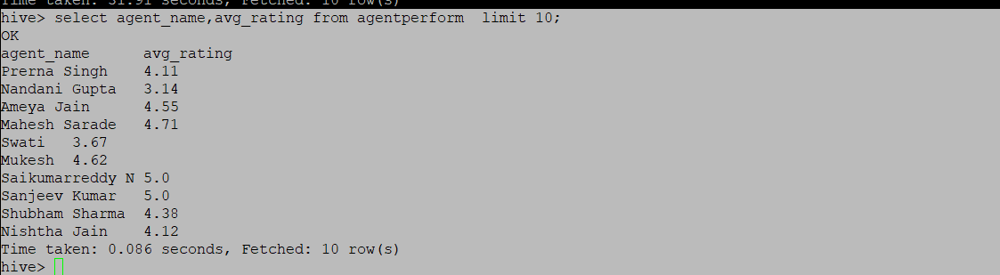 Time taken: 31.91 seconds, Fetched: 10 row(s)
hive> select agent_name,avg_rating from agentperform  limit 10;
OK
agent_name      avg_rating
Prerna Singh    4.11
Nandani Gupta   3.14
Ameya Jain      4.55
Mahesh Sarade   4.71
Swati   3.67
Mukesh  4.62
Saikumarreddy N 5.0
Sanjeev Kumar   5.0
Shubham Sharma  4.38
Nishtha Jain    4.12
Time taken: 0.086 seconds, Fetched: 10 row(s)
hive>